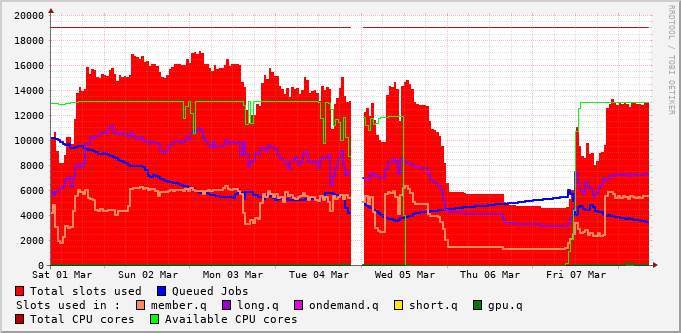 RRDTOOL / TOBI OETIKER
20000
18000
16000
14000
12000
10000
8000
6000
4000
2000
0
Sat 01 Mar Sun 02 Mar Mon 03 Mar Tue 04 Mar Wed 05 Mar Thu 06 Mar Fri 07 Mar
Total slots used Queued Jobs
Slots used in : member.q long.q ondemand.q short.q gpu.q
Total CPU cores Available CPU cores